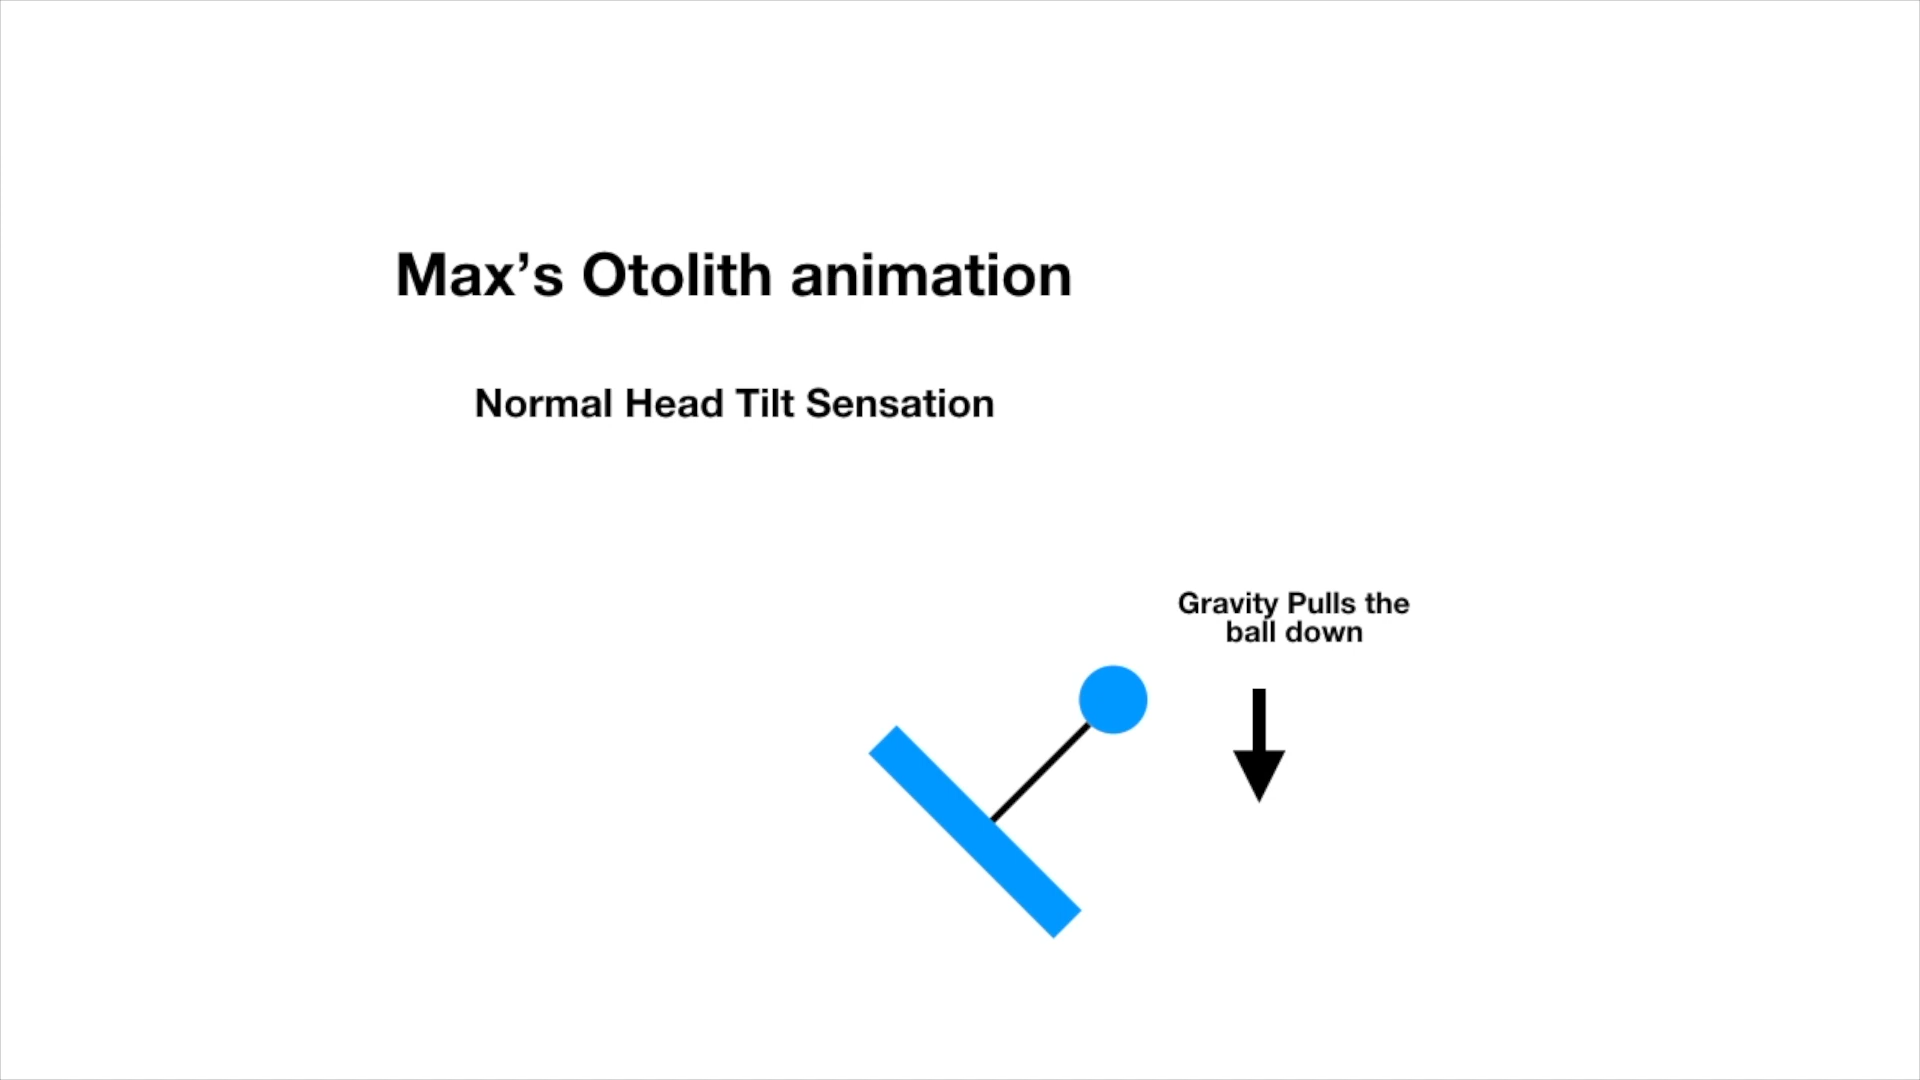 Max’s Otolith animation
Normal Head Tilt Sensation
Gravity Pulls the
ball down